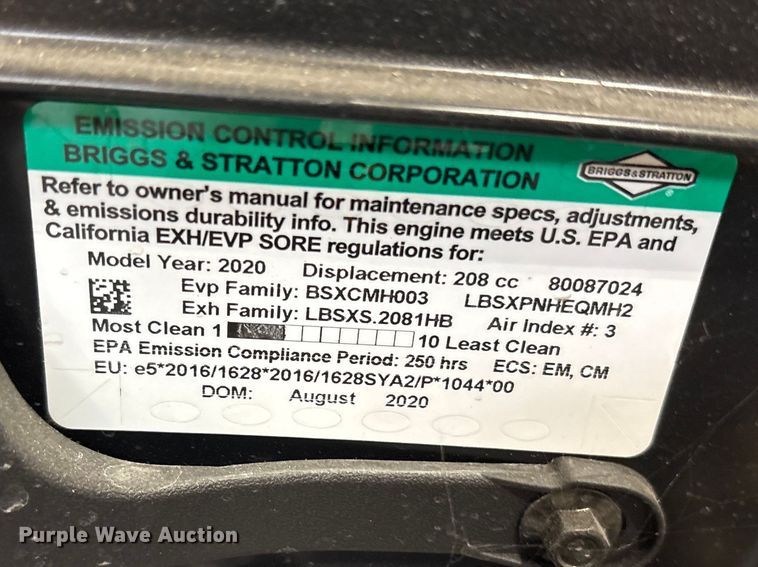 EMISSION CONTROL INFORMATION
BRIGGS & STRATTON CORPORATION
BRIGGS&STRATTON
®
Refer to owner's manual for maintenance specs, adjustments,
& emissions durability info. This engine meets U.S. EPA and
California EXH/EVP SORE regulations for:
Model Year: 2020 Displacement: 208 cc 80087024
Evp Family: BSXCMH003 LBSXPNHEQMH2
Exh Family: LBSXS.2081HB Air Index #: 3
Most Clean 1 10 Least Clean
EPA Emission Compliance Period: 250 hrs ECS: EM, CM
EU: e5*2016/1628*2016/1628SYA2/P*1044*00
DOM: August 2020
Purple Wave Auction